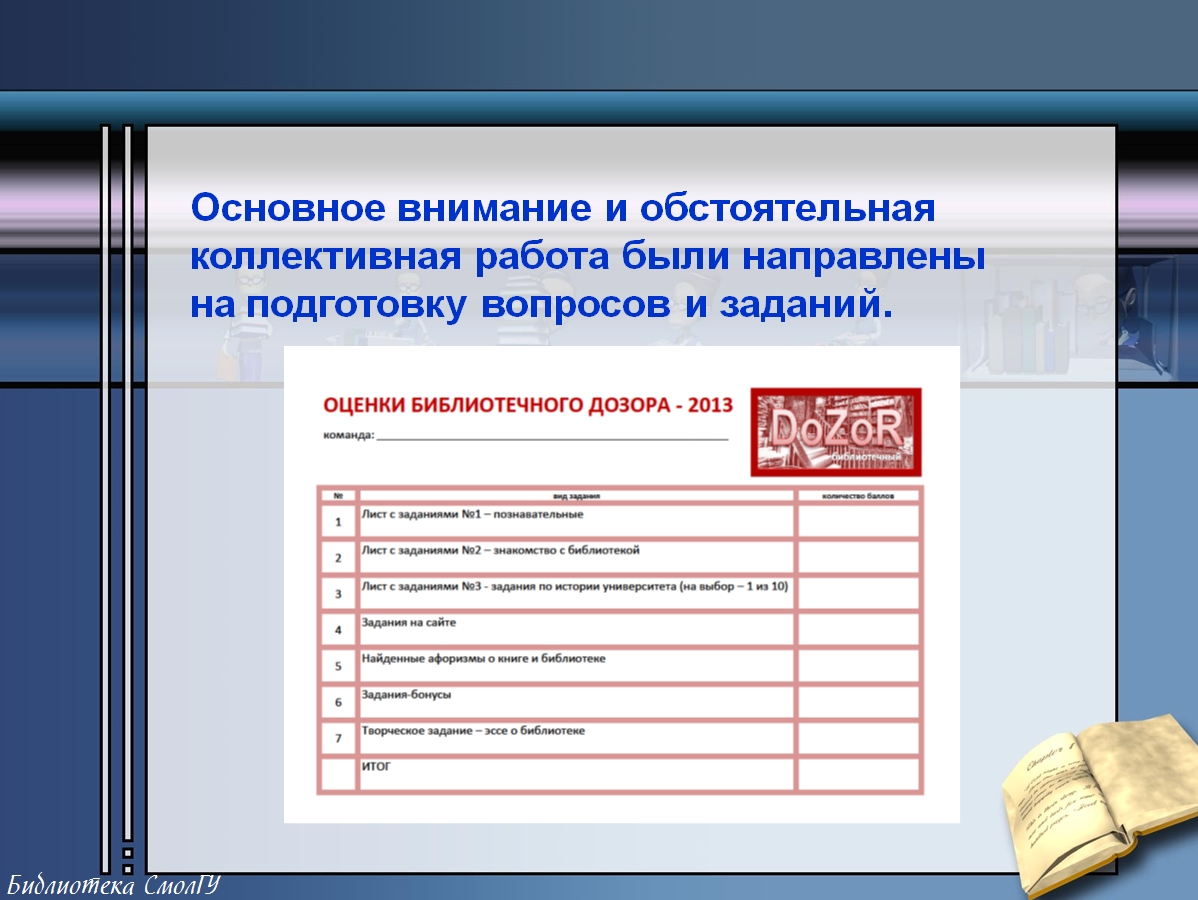 Основное внимание и обстоятельная
коллективная работа были направлены
на подготовку вопросов и заданий.
ОЦЕНКИ БИБЛИОТЕЧНОГО ДОЗОРА - 2013
команда:
DoZoR
библиотечный
№ вид задания количество баллов
1 Лист с заданиями №1 – познавательные
2 Лист с заданиями №2 – знакомство с библиотекой
3 Лист с заданиями №3 - задания по истории университета (на выбор – 1 из 10)
4 Задания на сайте
5 Найденные афоризмы о книге и библиотеке
6 Задания-бонусы
7 Творческое задание – эссе о библиотеке
ИТОГ
Chapter 1
Библиотека СмолГУ